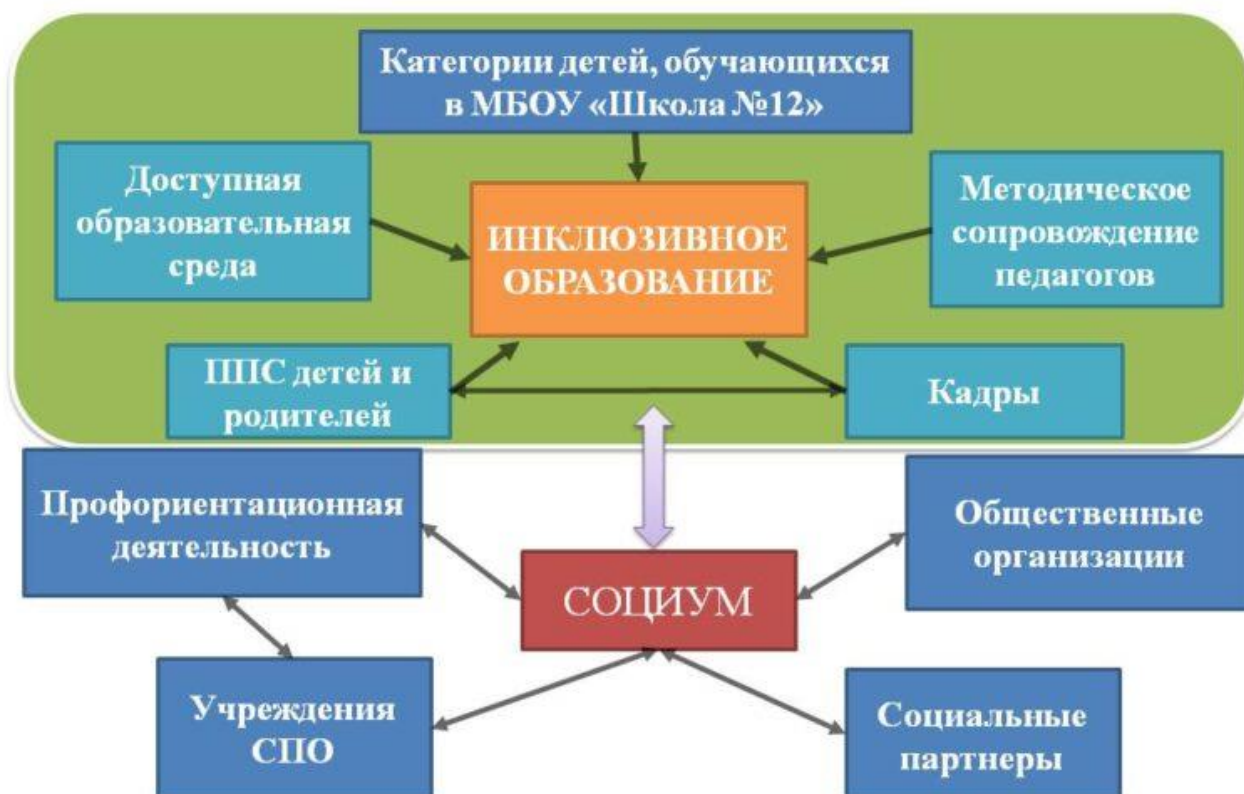 Категории детей, обучающихся
в МБОУ «Школа №12»
Доступная
образовательная
среда
ИНКЛЮЗИВНОЕ
ОБРАЗОВАНИЕ
Методическое
сопровождение
педагогов
ППС детей и
родителей
Кадры
Профориентационная
деятельность
СОЦИУМ
Общественные
организации
Учреждения
СПО
Социальные
партнеры